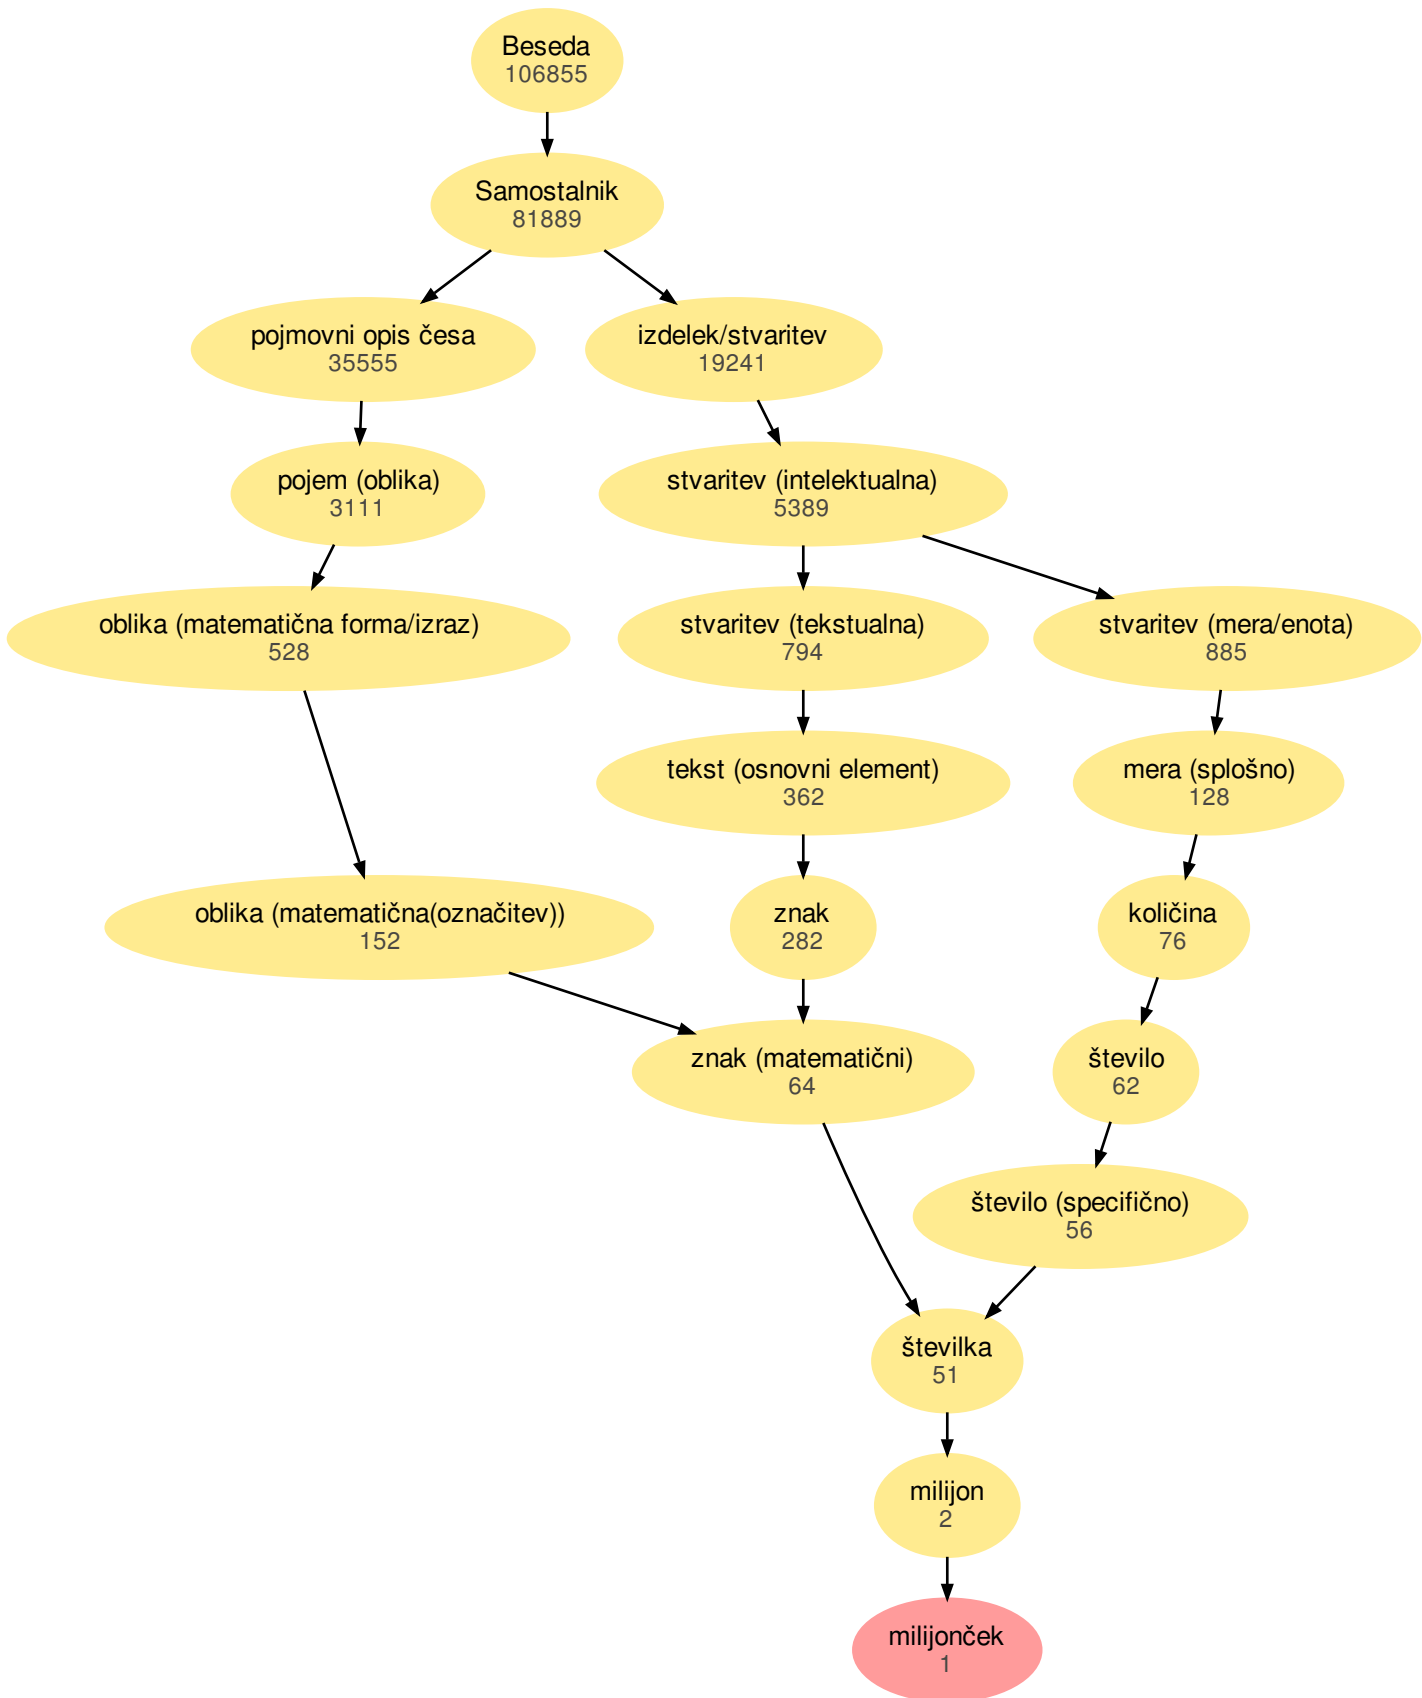 Beseda
106855
Samostalnik
81889
pojmovni opis česa
35555
izdelek/stvaritev
19241
pojem (oblika)
3111
stvaritev (intelektualna)
5389
oblika (matematična forma/izraz)
528
stvaritev (tekstualna)
794
stvaritev (mera/enota)
885
tekst (osnovni element)
362
mera (splošno)
128
oblika (matematična(označitev))
152
znak
282
količina
76
znak (matematični)
64
število
62
število (specifično)
56
številka
51
milijon
2
milijonček
1